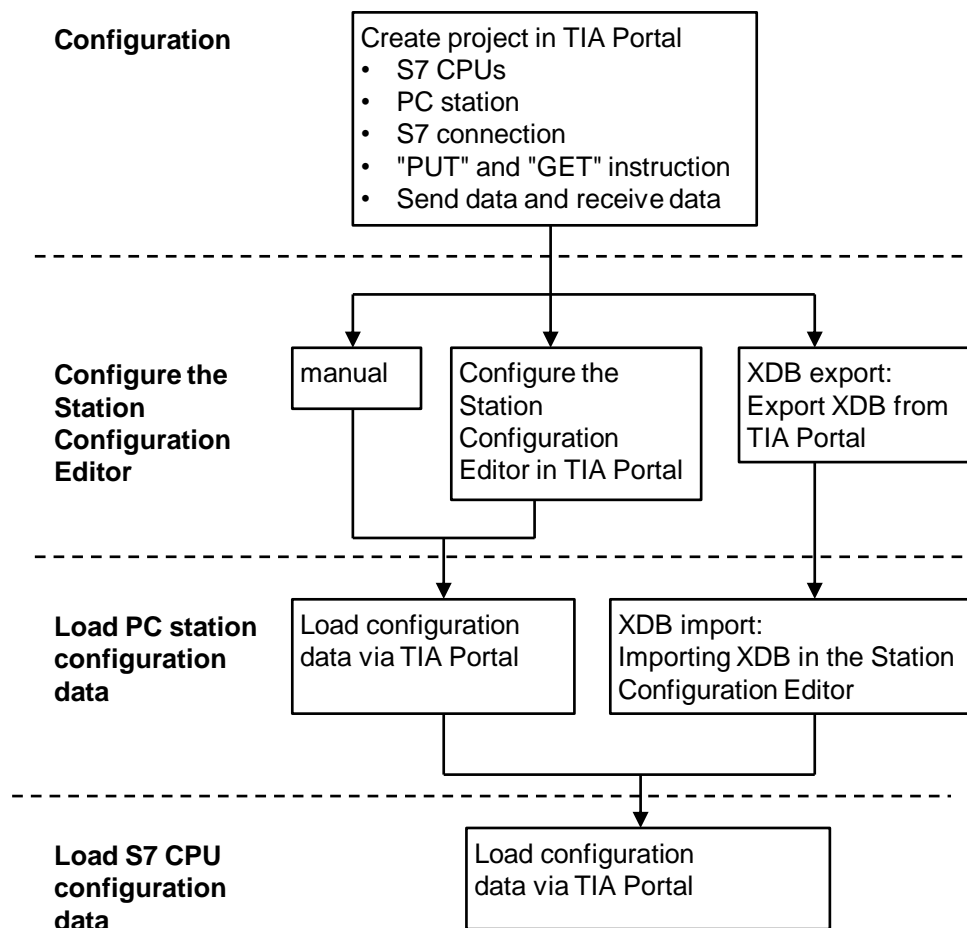 Configuration
Create project in TIA Portal
• S7 CPUs
• PC station
• S7 connection
• "PUT" and "GET" instruction
• Send data and receive data
Configure the
Station
Configuration
Editor
manual
Configure the
Station
Configuration
Editor in TIA Portal
XDB export:
Export XDB from
TIA Portal
Load PC station
configuration
data
Load configuration
data via TIA Portal
XDB import:
Importing XDB in the Station
Configuration Editor
Load S7 CPU
configuration
data
Load configuration
data via TIA Portal